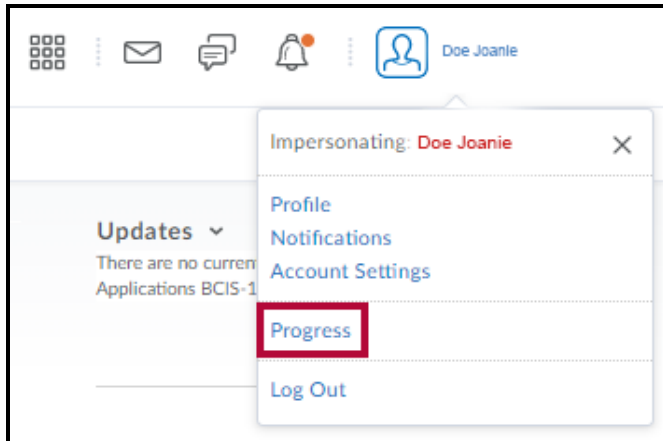 Doe Joanie
Impersonating: Doe Joanie
Profile
Updates
Notifications
There are no curren
Account Settings
Applications BCIS-1
Progress
Log Out